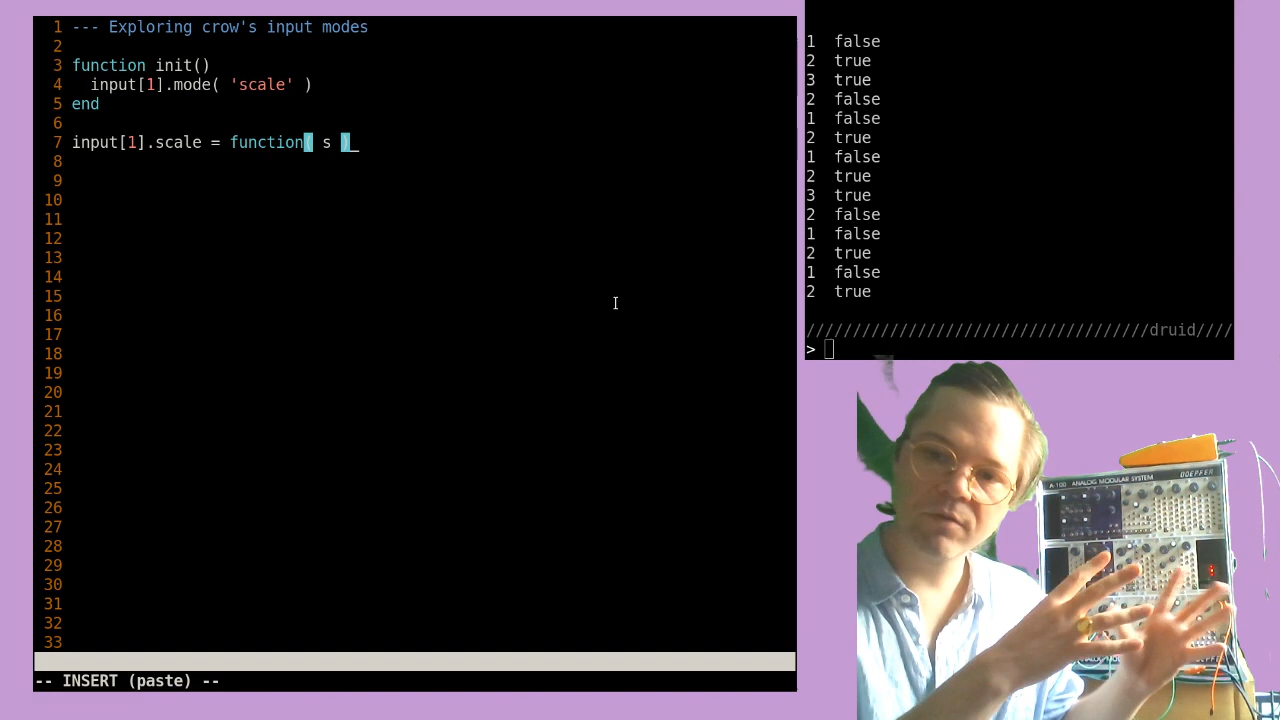 1 --- Exploring crow's input modes
2
3 function init()
4   input[1].mode( 'scale' )
5 end
6
7 input[1].scale = function( s )_
8
9
10
11
12
13
14
15
16
17
18
19
20
21
22
23
24
25
26
27
28
29
30
31
32
33
-- INSERT (paste) --
1  false
2  true
3  true
2  false
1  false
2  true
1  false
2  true
3  true
2  false
1  false
2  true
1  false
2  true
/////////////////////////////////////druid////
>
A-100 ANALOG MODULAR SYSTEM DOEPFER